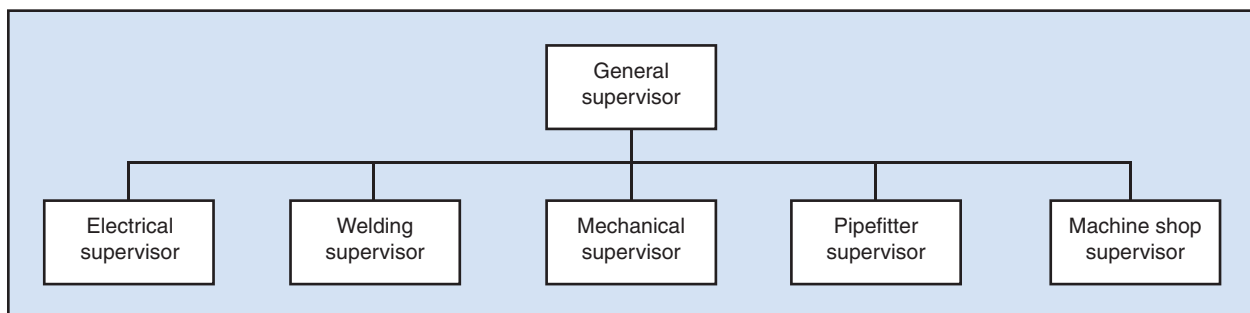 General
supervisor
Electrical
supervisor
Welding
supervisor
Mechanical
supervisor
Pipefitter
supervisor
Machine shop
supervisor